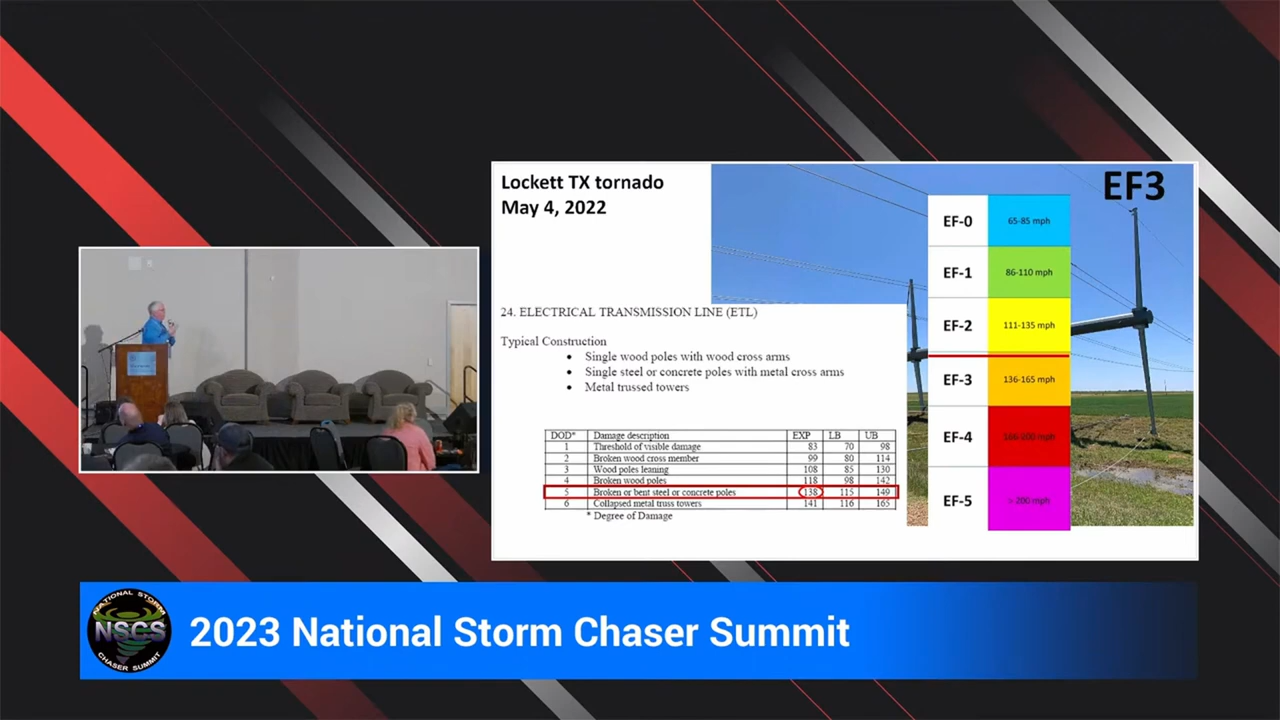 Lockett TX tornado
May 4, 2022
EF3
EF-0 65-85 mph
EF-1 86-110 mph
EF-2 111-135 mph
EF-3 136-165 mph
EF-4 166-200 mph
EF-5 > 200 mph
24. ELECTRICAL TRANSMISSION LINE (ETL)
Typical Construction
• Single wood poles with wood cross arms
• Single steel or concrete poles with metal cross arms
• Metal trussed towers
DOD* Damage description EXP LB UB
1 Threshold of visible damage 83 70 98
2 Broken wood cross member 99 80 114
3 Wood poles leaning 108 85 130
4 Broken wood poles 118 98 142
5 Broken or bent steel or concrete poles 138 115 149
6 Collapsed metal truss towers 141 116 165
* Degree of Damage
NATIONAL STORM
NSCS
CHASER SUMMIT
2023 National Storm Chaser Summit